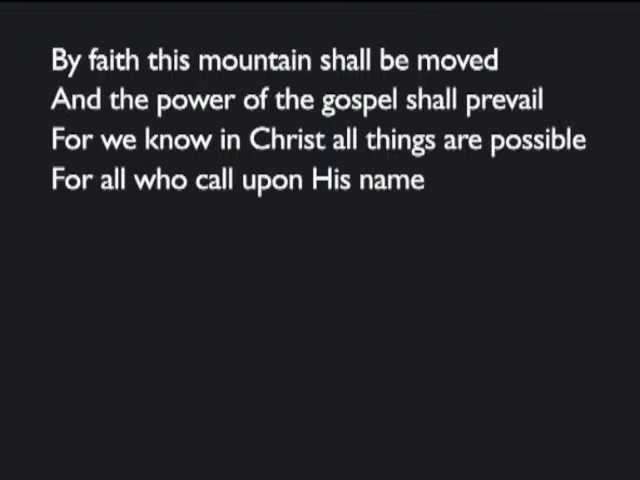 By faith this mountain shall be moved
And the power of the gospel shall prevail
For we know in Christ all things are possible
For all who call upon His name